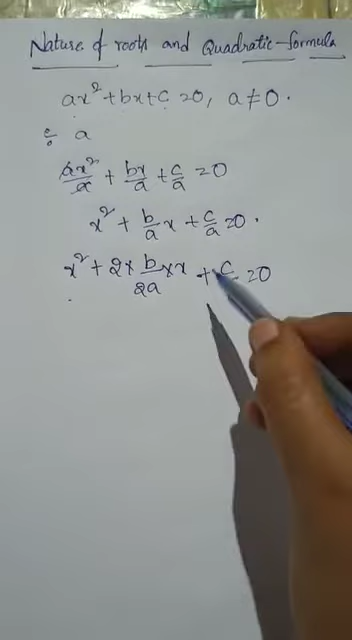 Nature of roots and Quadratic-formula
ax² + bx + c = 0, a ≠ 0.
÷ a
ax²/a + bx/a + c/a = 0
x² + b/a x + c/a = 0.
x² + 2 × b/2a × x + c = 0